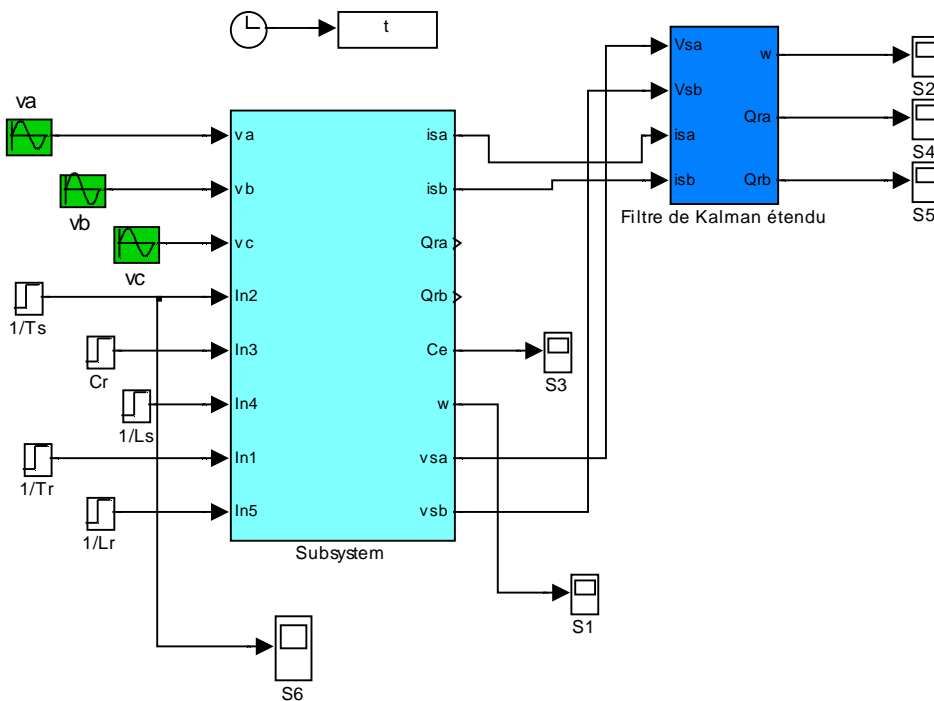 t
va
vb
vc
1/Ts
Cr
1/Ls
1/Tr
1/Lr
va
vb
vc
In2
In3
In4
In1
In5
isa
isb
Qra
Qrb
Ce
w
vsa
vsb
Subsystem
Vsa
Vsb
isa
isb
w
Qra
Qrb
Filtre de Kalman étendu
S2
S4
S5
S3
S1
S6